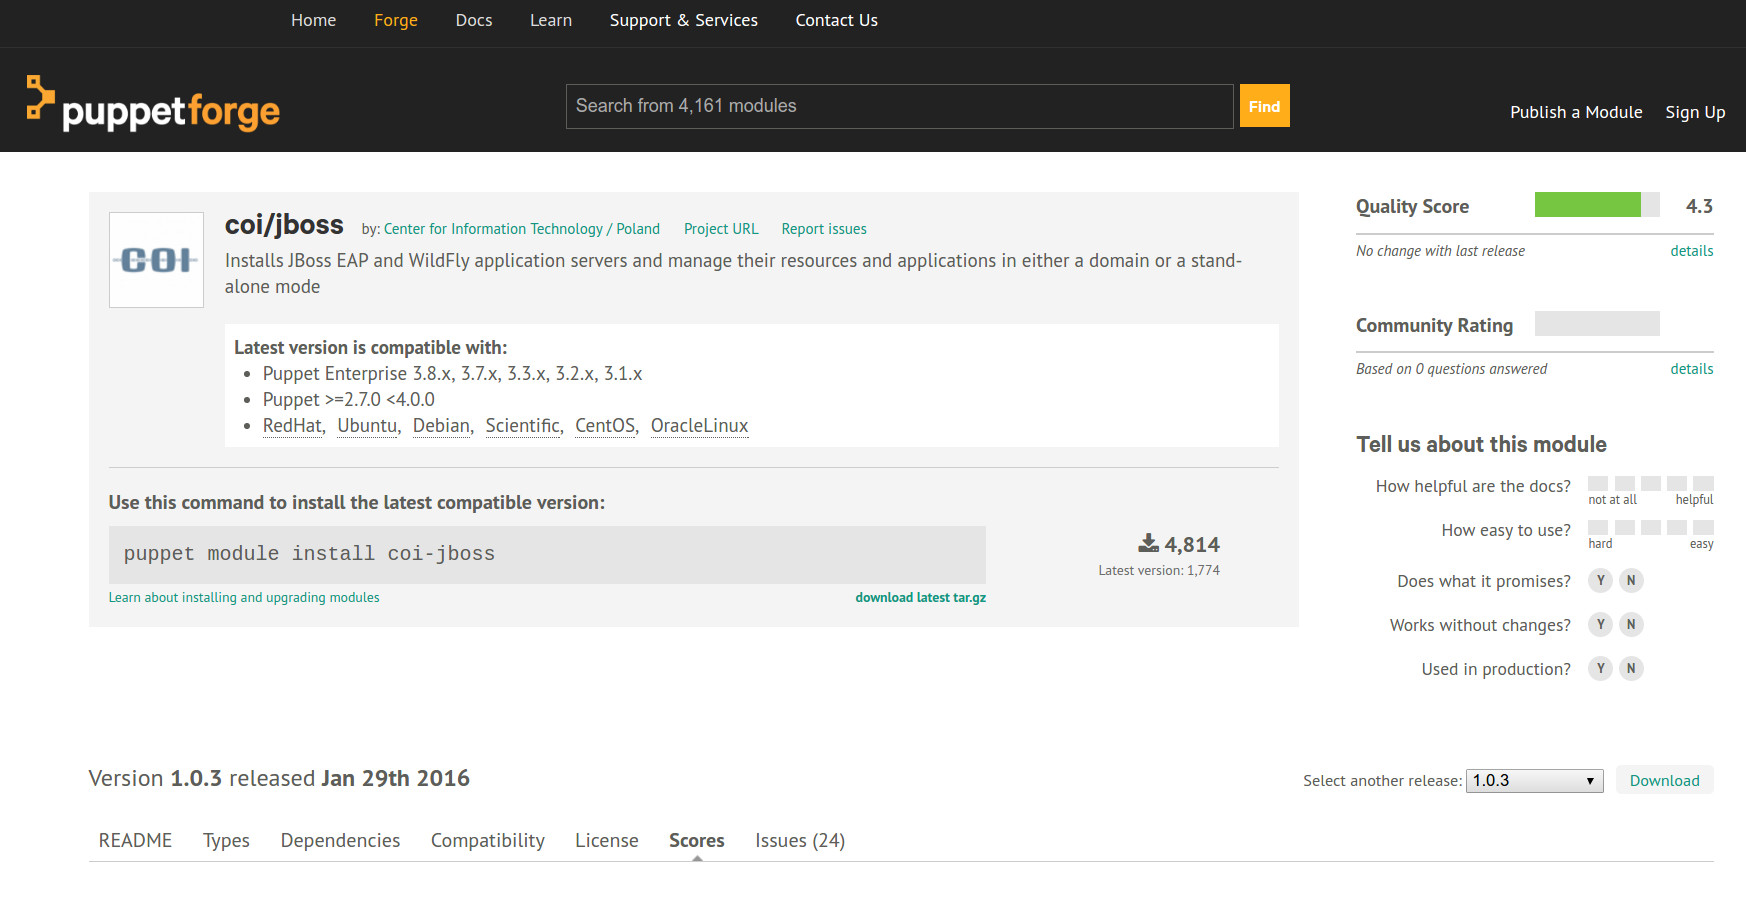 Home Forge Docs Learn Support & Services Contact Us
puppetforge
Search from 4,161 modules
Find
Publish a Module Sign Up
COI
coi/jboss by: Center for Information Technology / Poland Project URL Report issues
Installs JBoss EAP and WildFly application servers and manage their resources and applications in either a domain or a stand-
alone mode
Latest version is compatible with:
• Puppet Enterprise 3.8.x, 3.7.x, 3.3.x, 3.2.x, 3.1.x
• Puppet >=2.7.0 <4.0.0
• RedHat, Ubuntu, Debian, Scientific, CentOS, OracleLinux
Use this command to install the latest compatible version:
puppet module install coi-jboss
4,814
Latest version: 1,774
Learn about installing and upgrading modules
download latest tar.gz
Quality Score 4.3
No change with last release details
Community Rating
Based on 0 questions answered details
Tell us about this module
How helpful are the docs?
not at all helpful
How easy to use?
hard easy
Does what it promises? Y N
Works without changes? Y N
Used in production? Y N
Version 1.0.3 released Jan 29th 2016
Select another release: 1.0.3 Download
README Types Dependencies Compatibility License Scores Issues (24)